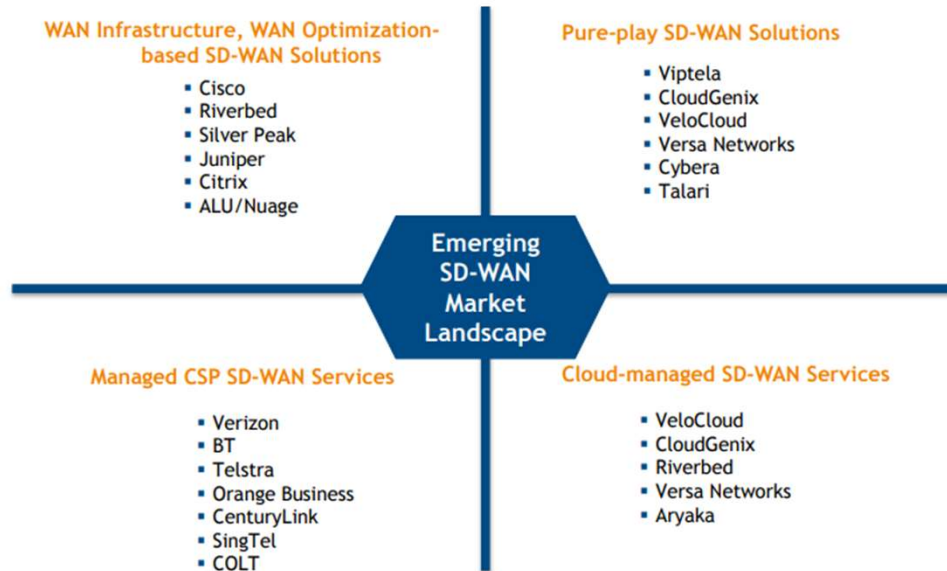 WAN Infrastructure, WAN Optimization-
based SD-WAN Solutions
▪ Cisco
▪ Riverbed
▪ Silver Peak
▪ Juniper
▪ Citrix
▪ ALU/Nuage
Pure-play SD-WAN Solutions
▪ Viptela
▪ CloudGenix
▪ VeloCloud
▪ Versa Networks
▪ Cybera
▪ Talari
Emerging
SD-WAN
Market
Landscape
Managed CSP SD-WAN Services
▪ Verizon
▪ BT
▪ Telstra
▪ Orange Business
▪ CenturyLink
▪ SingTel
▪ COLT
Cloud-managed SD-WAN Services
▪ VeloCloud
▪ CloudGenix
▪ Riverbed
▪ Versa Networks
▪ Aryaka